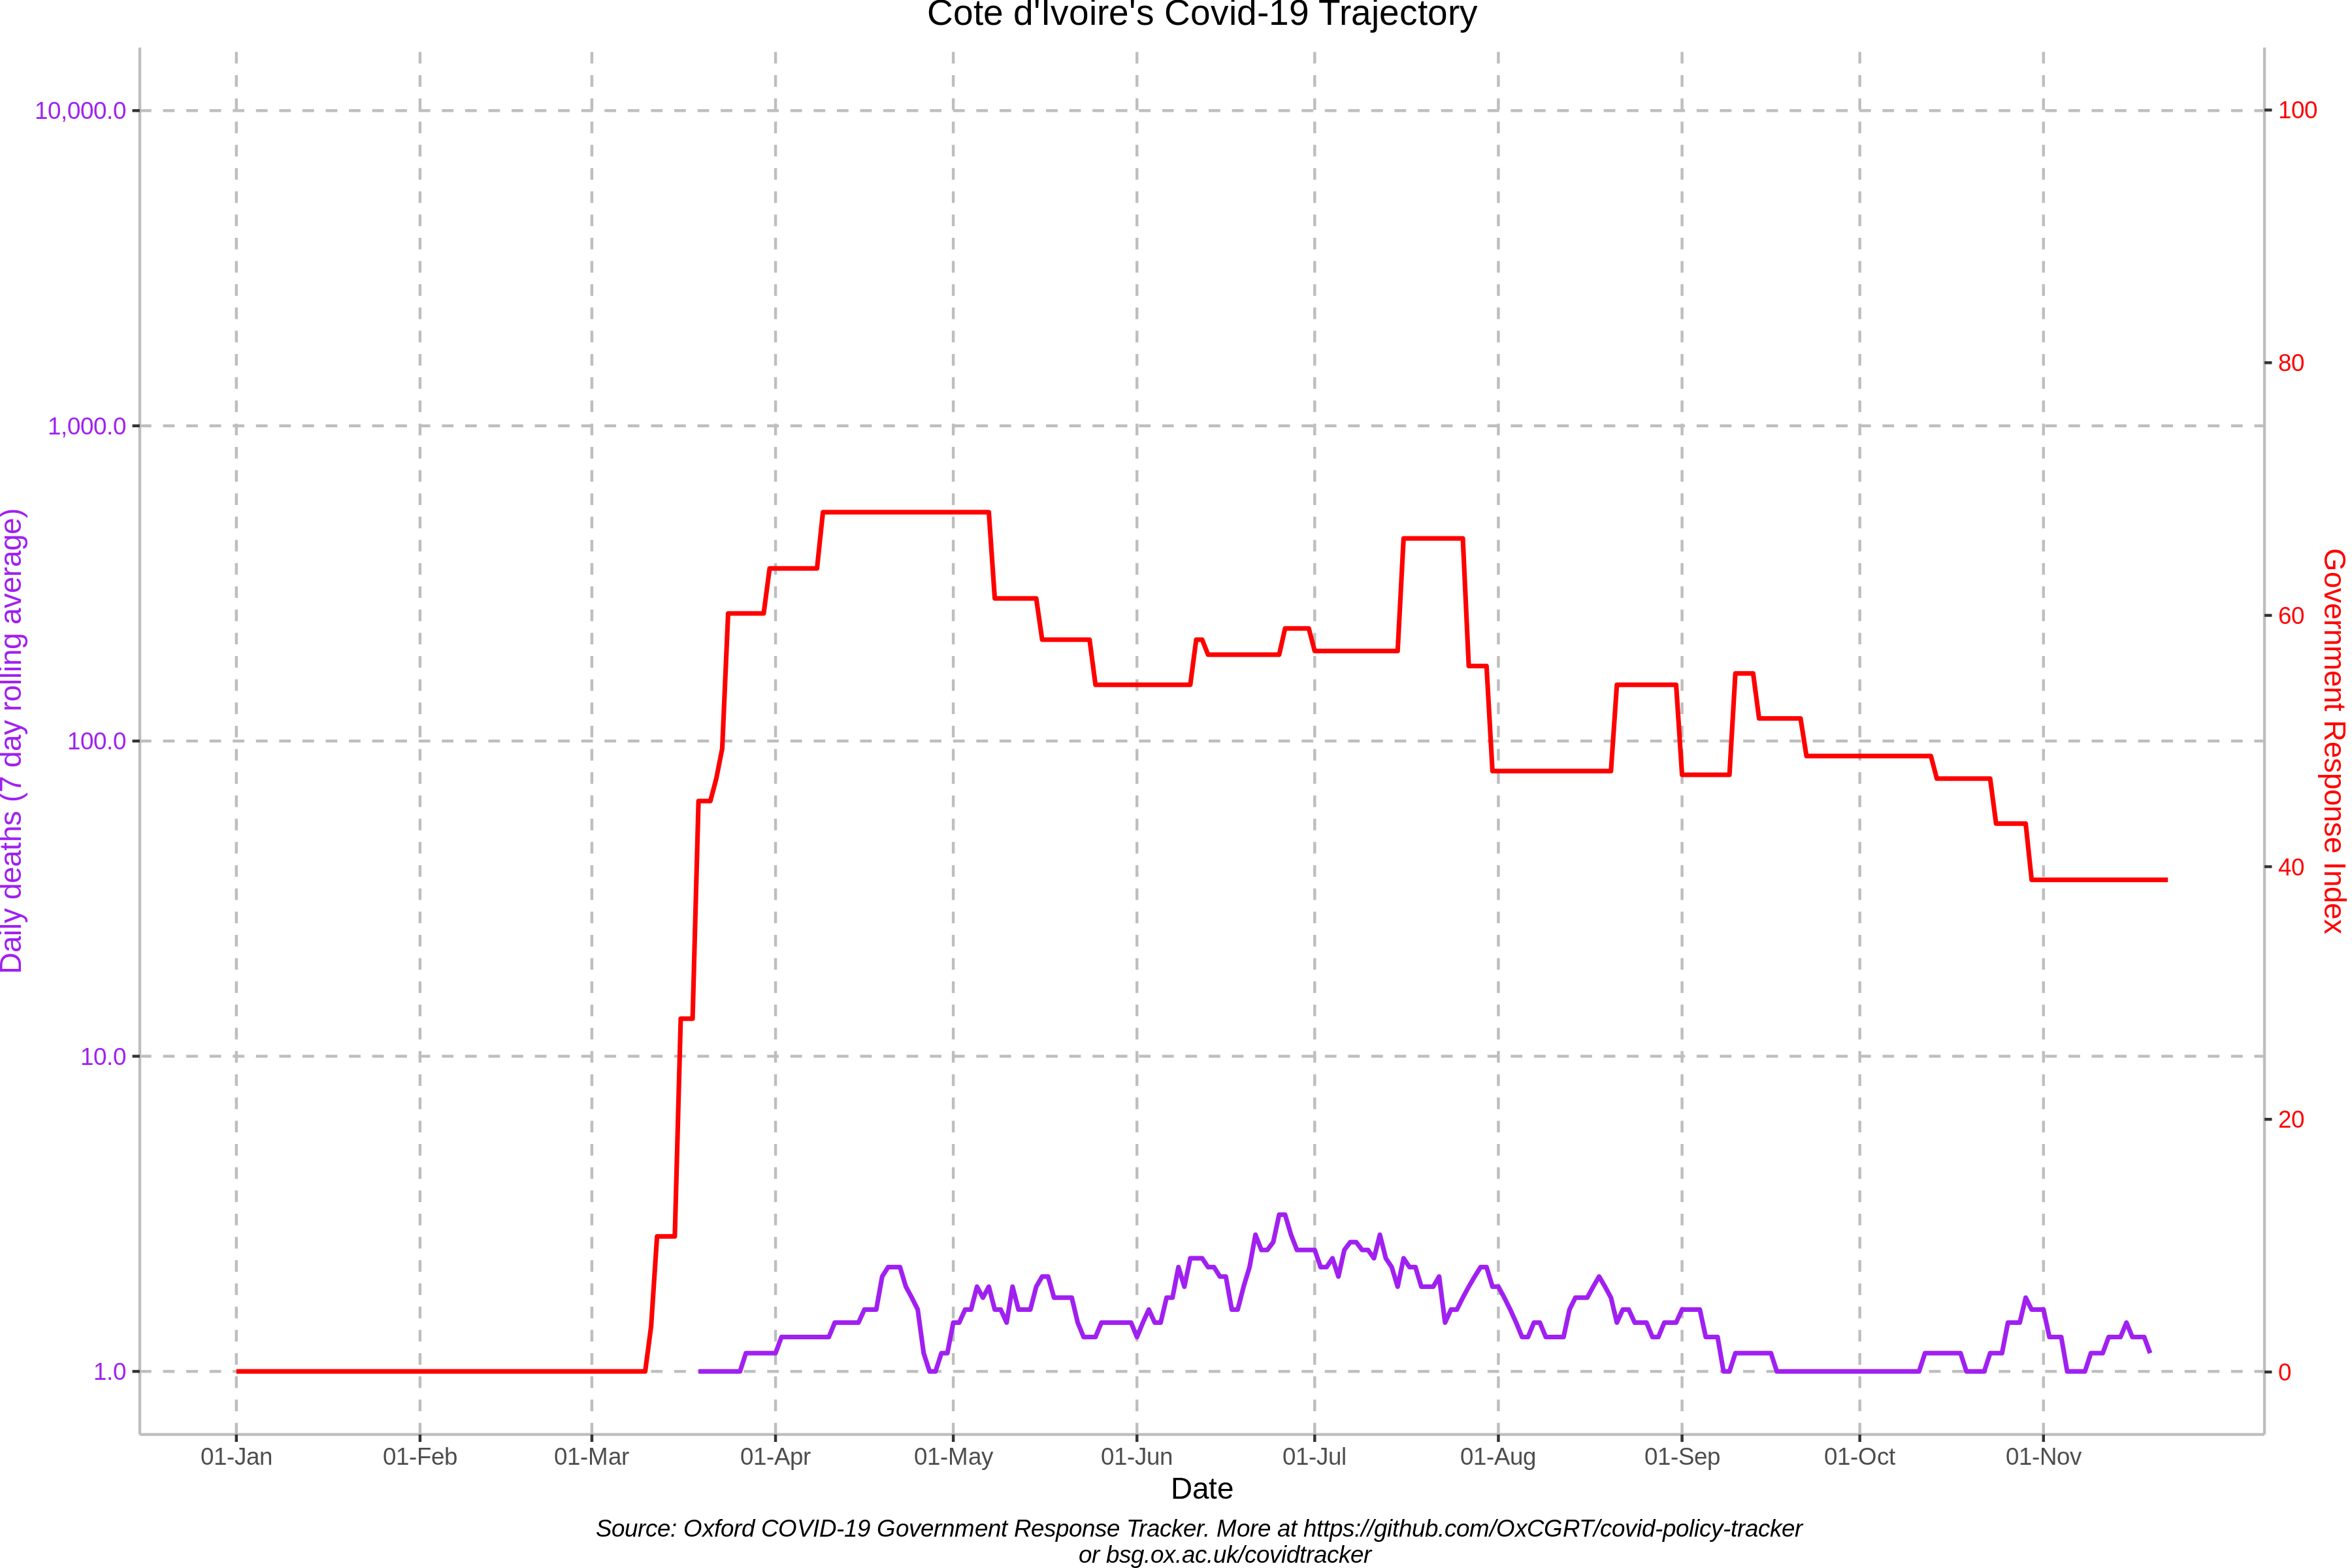 Cote d'Ivoire's Covid-19 Trajectory
10,000.0
1,000.0
100.0
10.0
1.0
Daily deaths (7 day rolling average)
100
80
60
40
20
0
Government Response Index
01-Jan
01-Feb
01-Mar
01-Apr
01-May
01-Jun
01-Jul
01-Aug
01-Sep
01-Oct
01-Nov
Date
Source: Oxford COVID-19 Government Response Tracker. More at https://github.com/OxCGRT/covid-policy-tracker
or bsg.ox.ac.uk/covidtracker